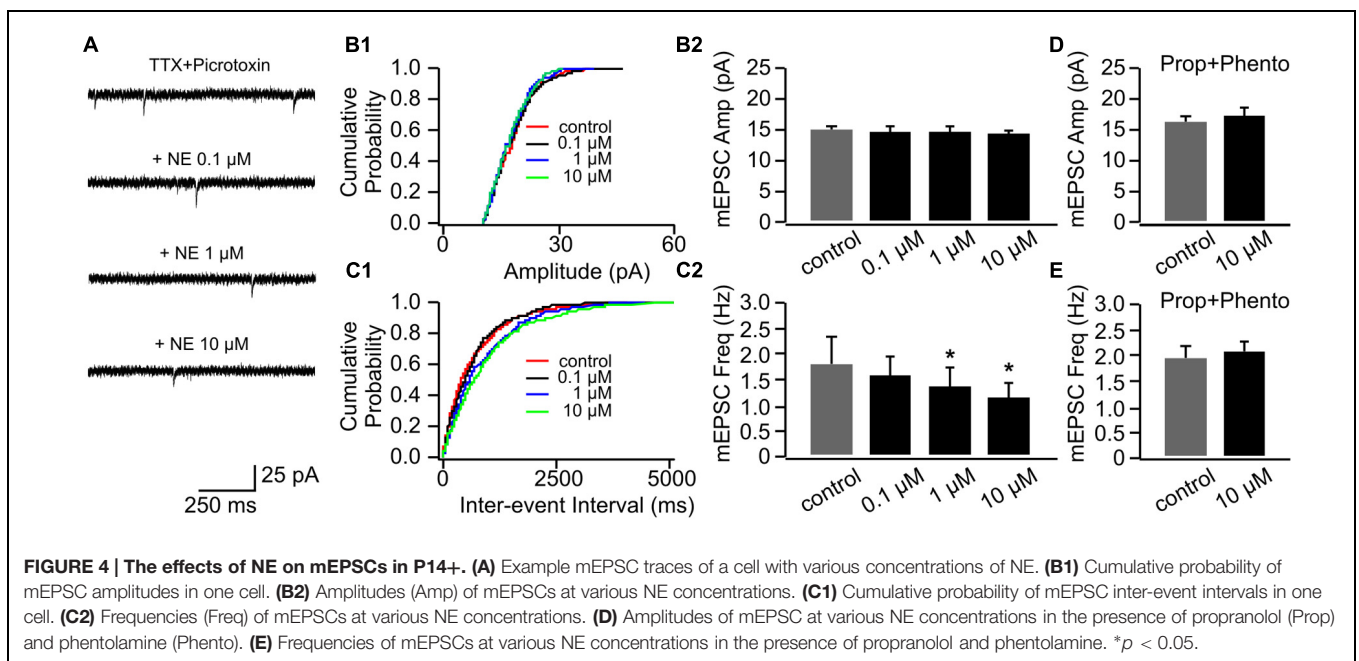 A
TTX+Picrotoxin
+ NE 0.1 µM
+ NE 1 µM
+ NE 10 µM
25 pA
250 ms
B1
Cumulative
Probability
1.0
0.8
0.6
0.4
0.2
0.0
control
0.1 µM
1 µM
10 µM
0
30
60
Amplitude (pA)
B2
mEPSC Amp (pA)
25
20
15
10
5
0
control
0.1 µM
1 µM
10 µM
D
Prop+Phento
mEPSC Amp (pA)
25
20
15
10
5
0
control
10 µM
C1
Cumulative
Probability
1.0
0.8
0.6
0.4
0.2
0.0
control
0.1 µM
1 µM
10 µM
0
2500
5000
Inter-event Interval (ms)
C2
mEPSC Freq (Hz)
3.0
2.5
2.0
1.5
1.0
0.5
0
*
*
control
0.1 µM
1 µM
10 µM
E
Prop+Phento
mEPSC Freq (Hz)
3.0
2.5
2.0
1.5
1.0
0.5
0
control
10 µM
FIGURE 4 | The effects of NE on mEPSCs in P14+. (A) Example mEPSC traces of a cell with various concentrations of NE. (B1) Cumulative probability of
mEPSC amplitudes in one cell. (B2) Amplitudes (Amp) of mEPSCs at various NE concentrations. (C1) Cumulative probability of mEPSC inter-event intervals in one
cell. (C2) Frequencies (Freq) of mEPSCs at various NE concentrations. (D) Amplitudes of mEPSC at various NE concentrations in the presence of propranolol (Prop)
and phentolamine (Phento). (E) Frequencies of mEPSCs at various NE concentrations in the presence of propranolol and phentolamine. *p < 0.05.